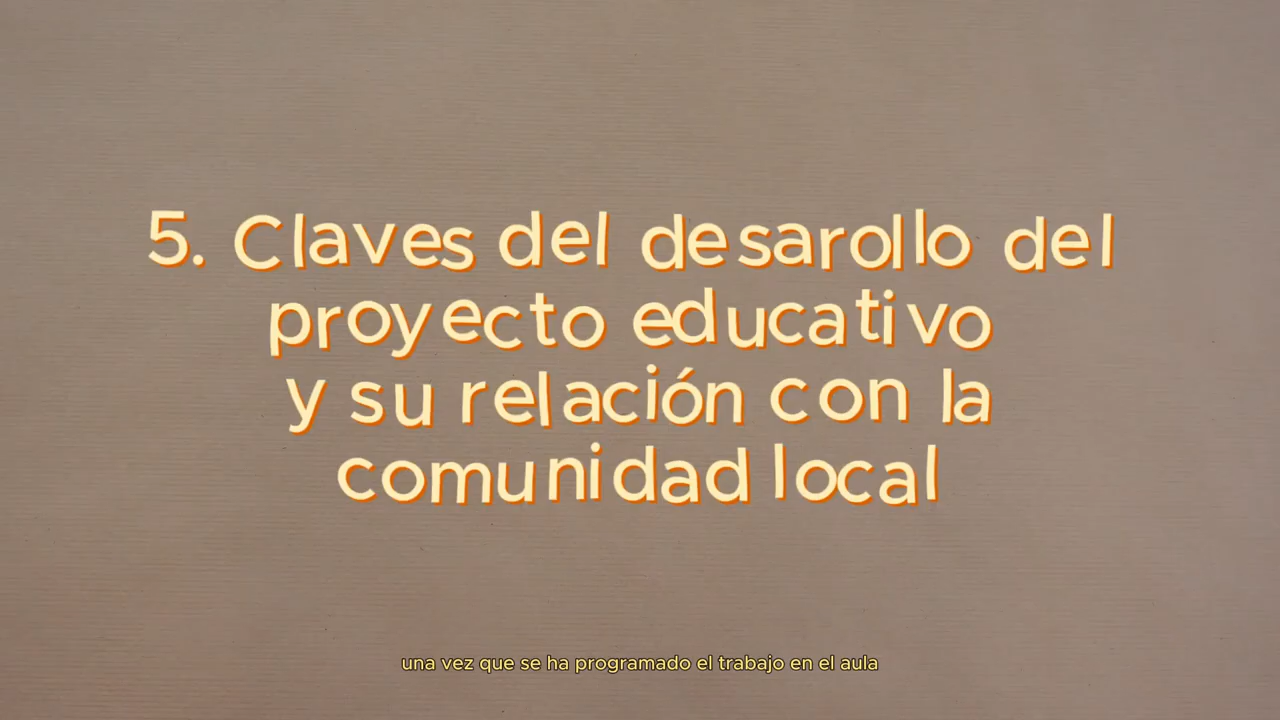 5. Claves del desarollo del
proyecto educativo
y su relación con la
comunidad local
una vez que se ha programado el trabajo en el aula